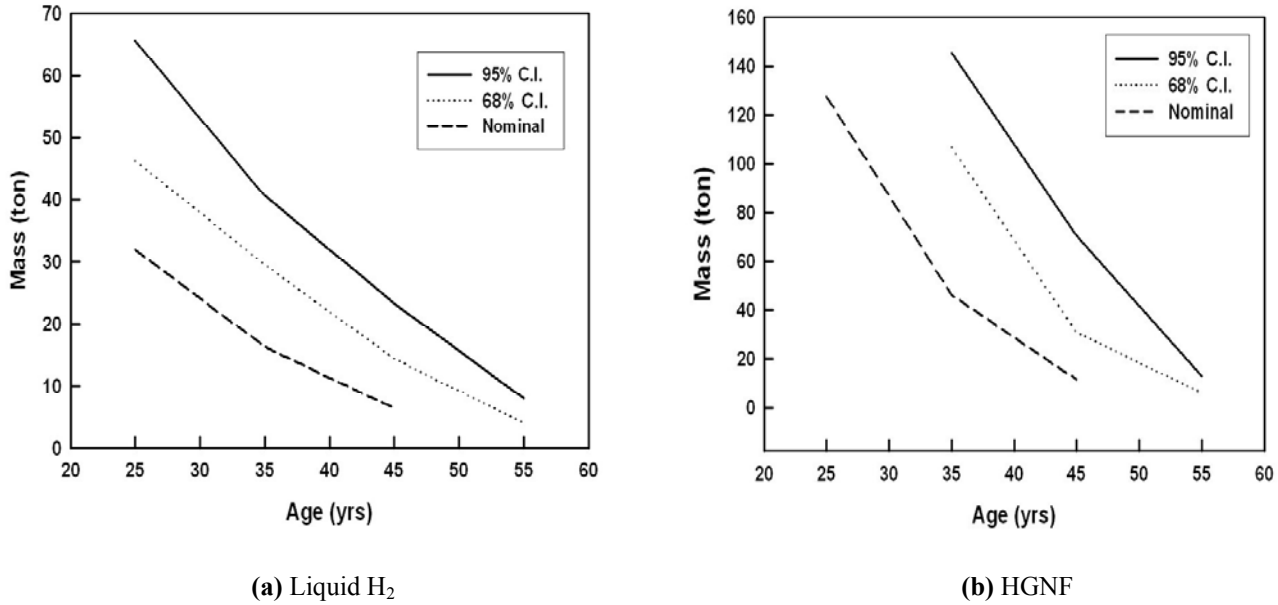 70
60
50
40
30
20
10
0
Mass (ton)
95% C.I.
68% C.I.
Nominal
20 25 30 35 40 45 50 55 60
Age (yrs)
(a) Liquid H₂
160
140
120
100
80
60
40
20
0
Mass (ton)
95% C.I.
68% C.I.
Nominal
20 25 30 35 40 45 50 55 60
Age (yrs)
(b) HGNF